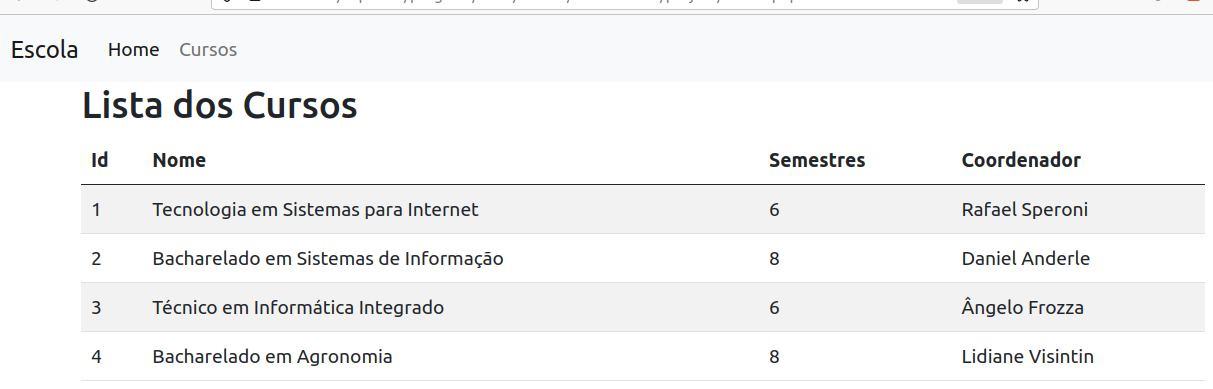 Escola Home Cursos
Lista dos Cursos
Id Nome Semestres Coordenador
1 Tecnologia em Sistemas para Internet 6 Rafael Speroni
2 Bacharelado em Sistemas de Informação 8 Daniel Anderle
3 Técnico em Informática Integrado 6 Ângelo Frozza
4 Bacharelado em Agronomia 8 Lidiane Visintin